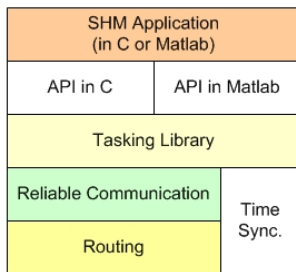 SHM Application
(in C or Matlab)
API in C
API in Matlab
Tasking Library
Reliable Communication
Time
Sync.
Routing